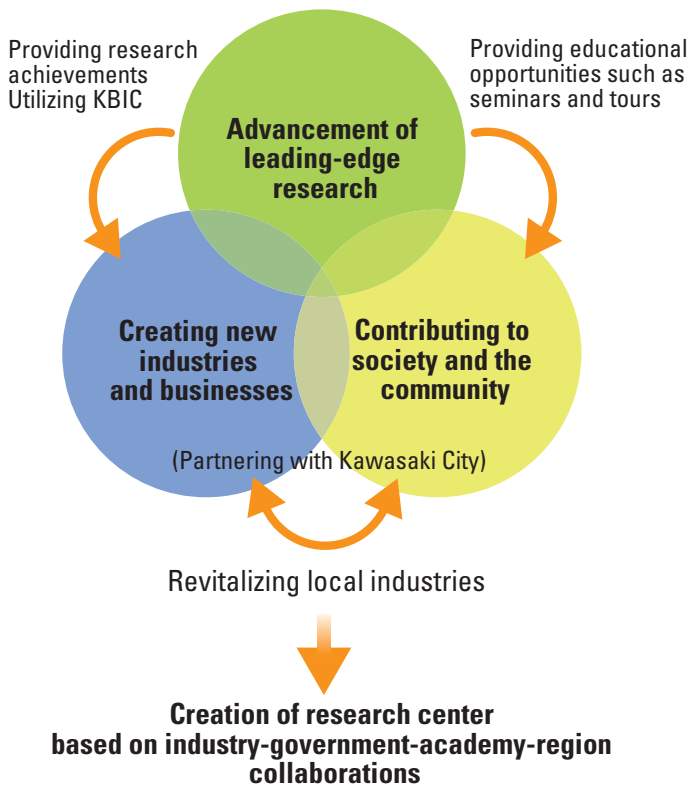 Providing research
achievements
Utilizing KBIC
Providing educational
opportunities such as
seminars and tours
Advancement of
leading-edge
research
Creating new
industries
and businesses
Contributing to
society and the
community
(Partnering with Kawasaki City)
Revitalizing local industries
Creation of research center
based on industry-government-academy-region
collaborations